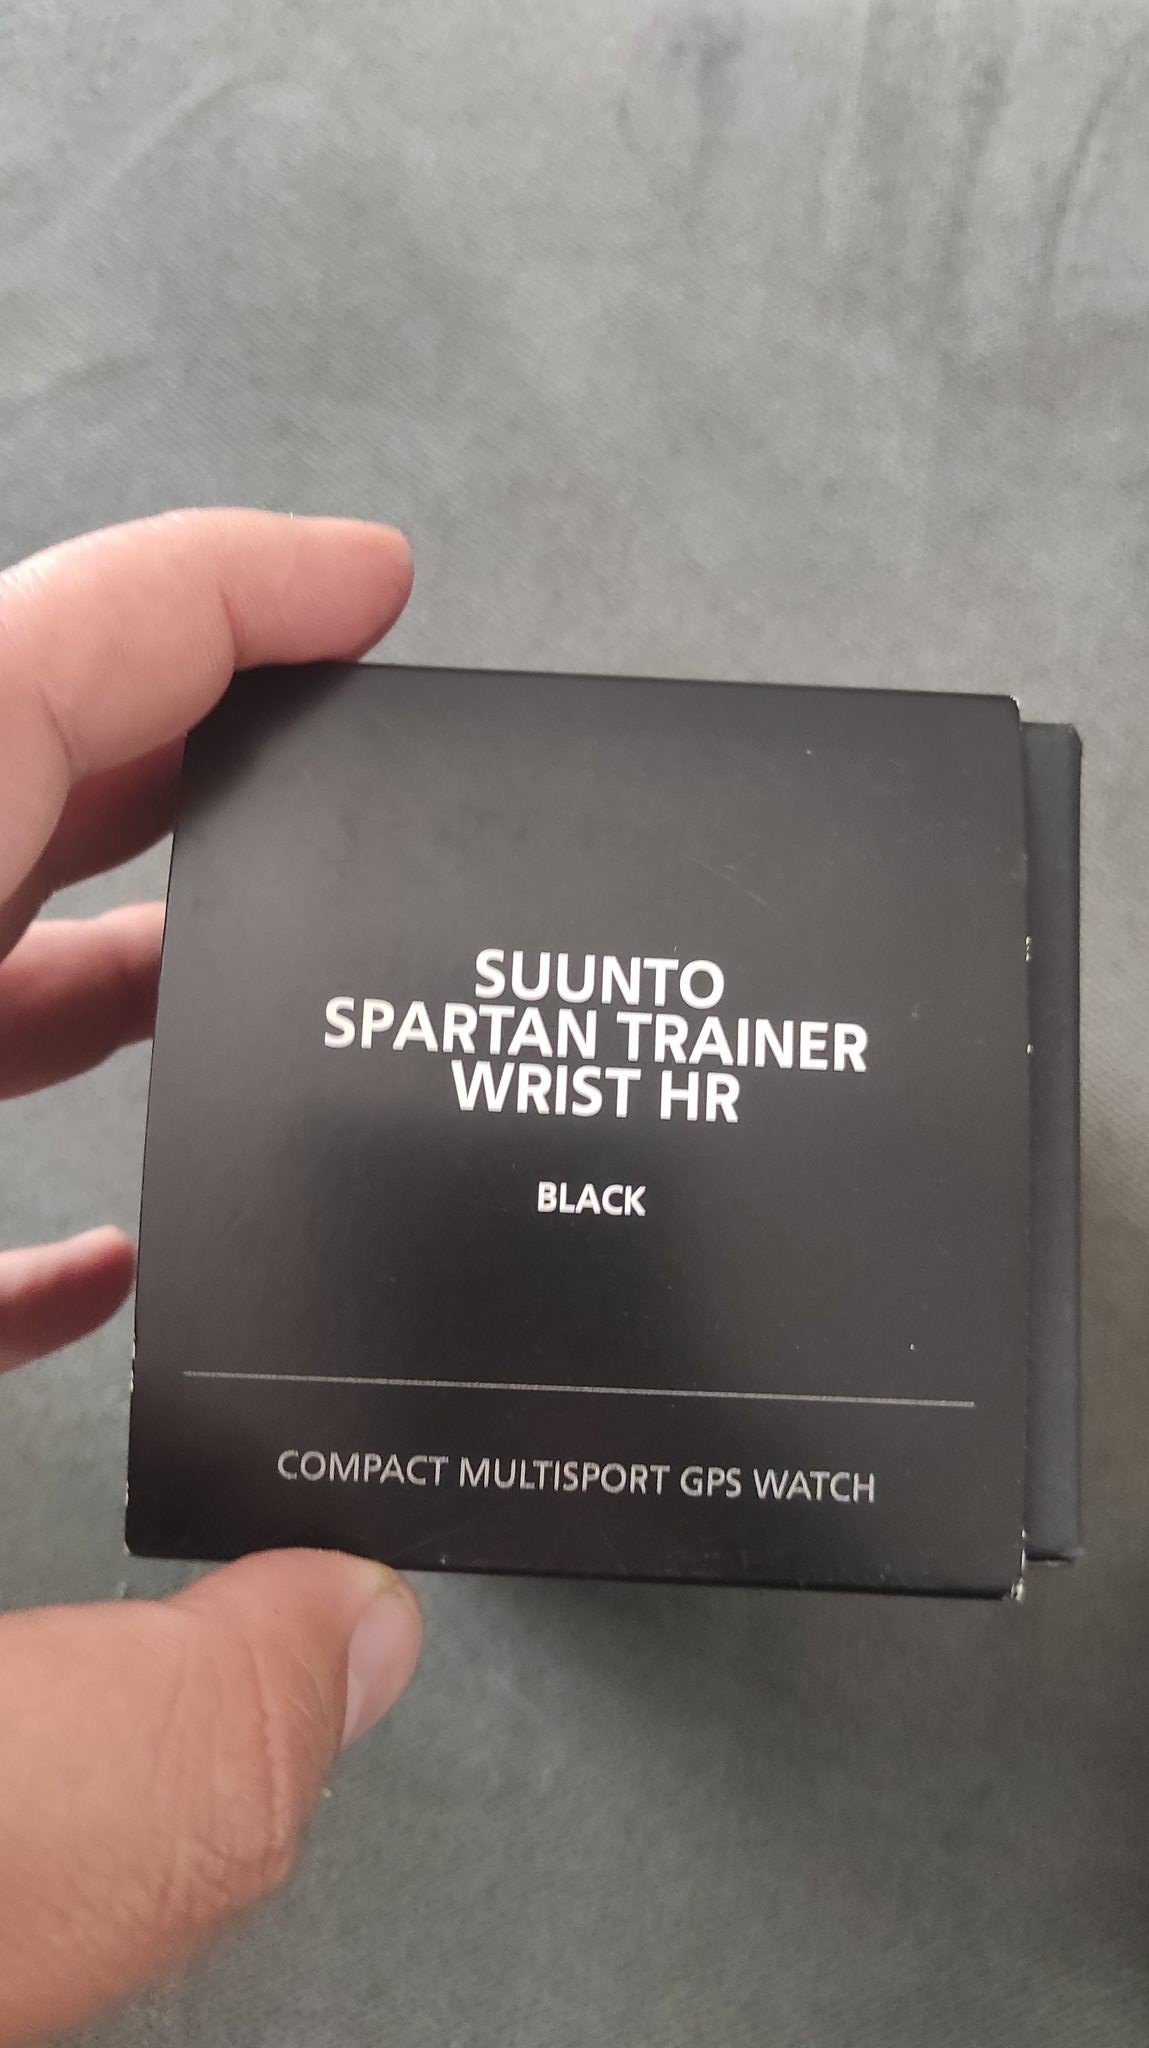 SUUNTO
SPARTAN TRAINER
WRIST HR
BLACK
COMPACT MULTISPORT GPS WATCH